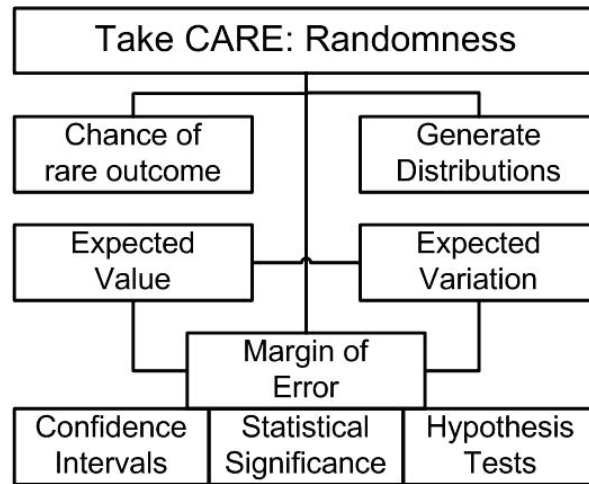 Take CARE: Randomness
Chance of
rare outcome
Generate
Distributions
Expected
Value
Expected
Variation
Margin of
Error
Confidence
Intervals
Statistical
Significance
Hypothesis
Tests